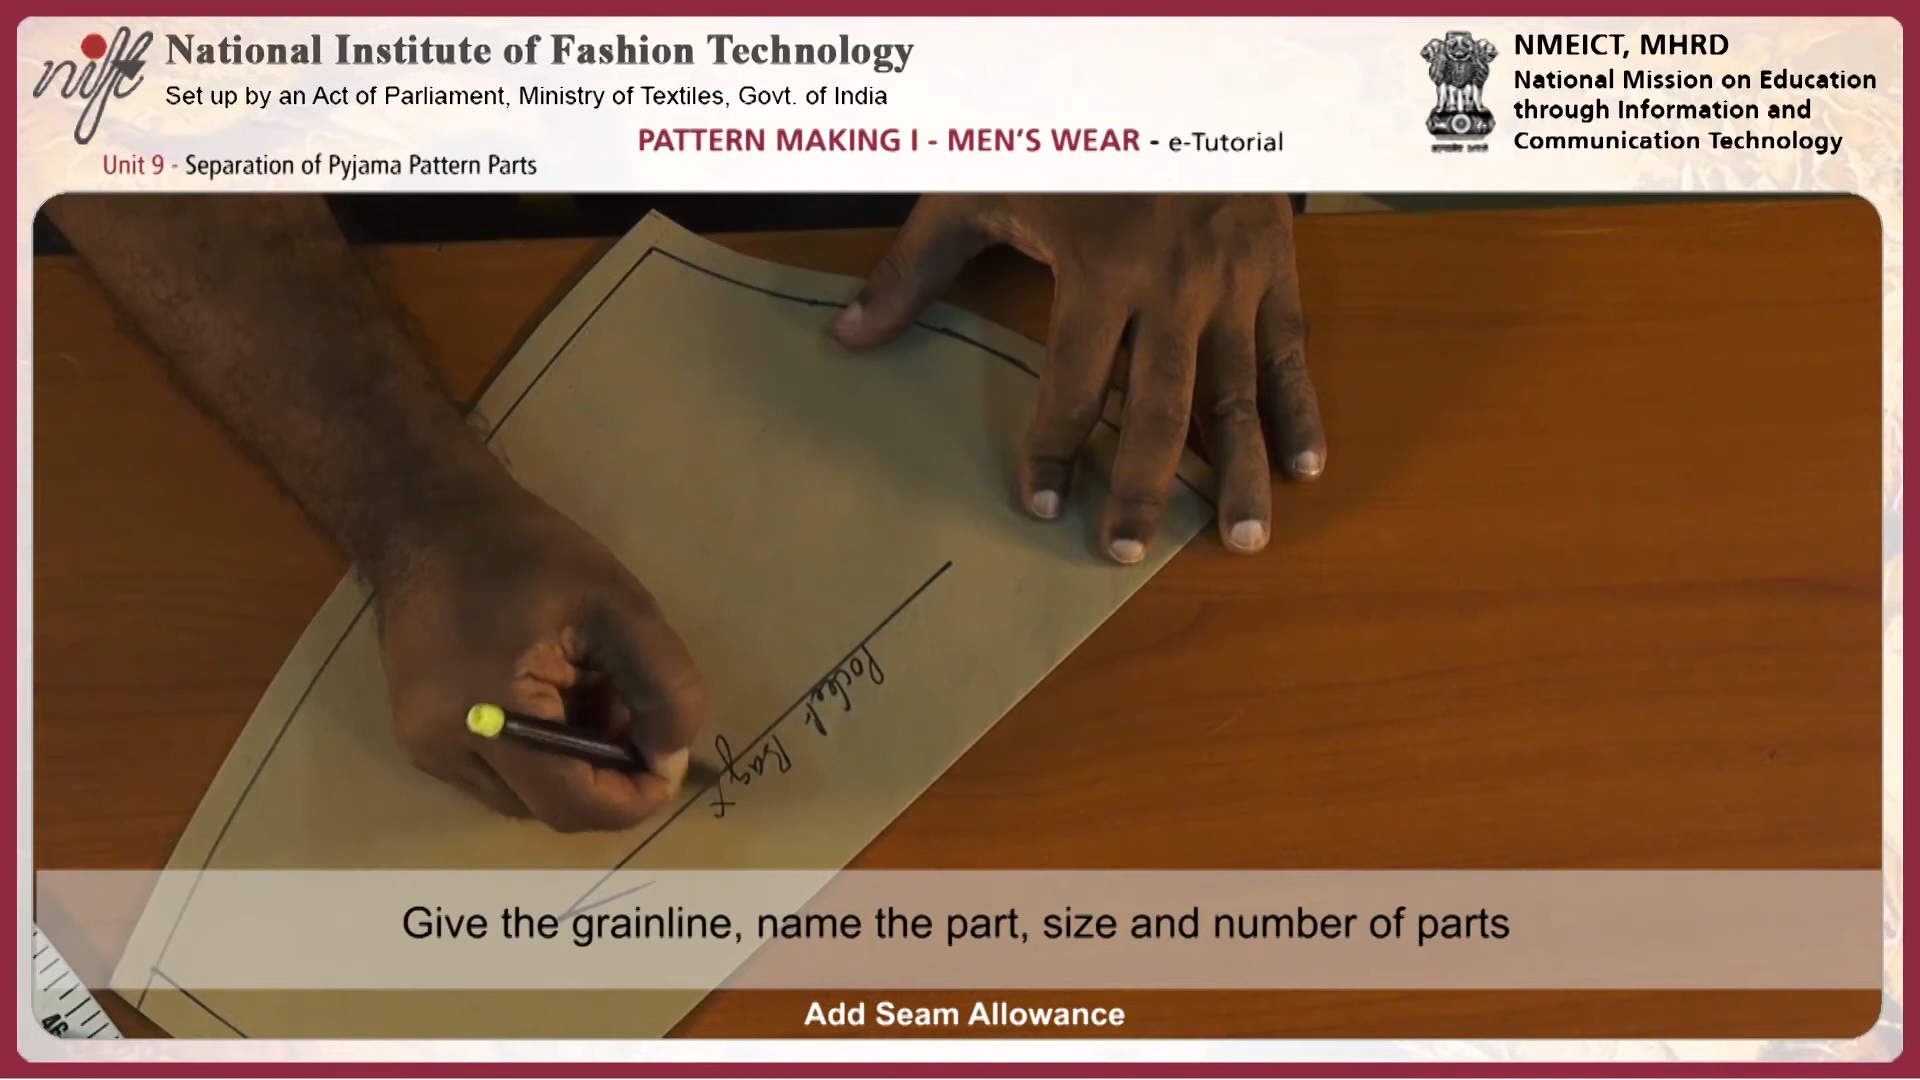 nift
National Institute of Fashion Technology
Set up by an Act of Parliament, Ministry of Textiles, Govt. of India
PATTERN MAKING I - MEN'S WEAR - e-Tutorial
Unit 9 - Separation of Pyjama Pattern Parts
NMEICT, MHRD
National Mission on Education
through Information and
Communication Technology
Pocket Bag
Give the grainline, name the part, size and number of parts
46
Add Seam Allowance